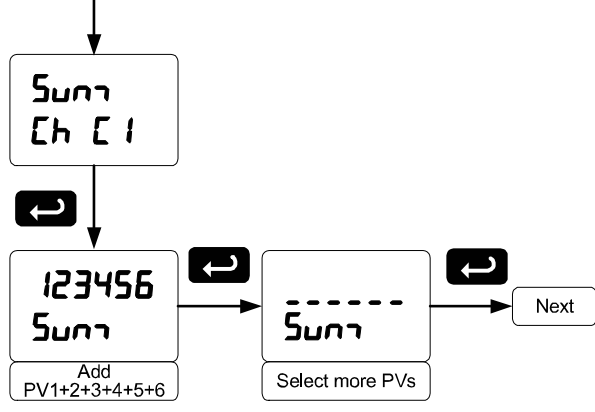 Sum
Ch C1
123456
Sum
Add
PV1+2+3+4+5+6
------
Sum
Select more PVs
Next